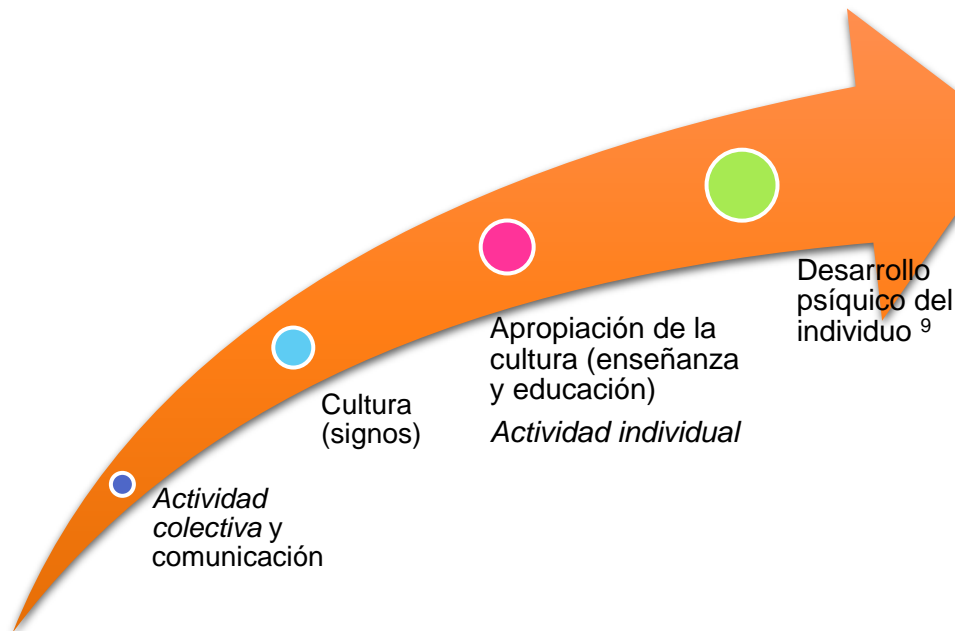 Actividad
colectiva y
comunicación
Cultura
(signos)
Apropiación de la
cultura (enseñanza
y educación)
Actividad individual
Desarrollo
psíquico del
individuo 9